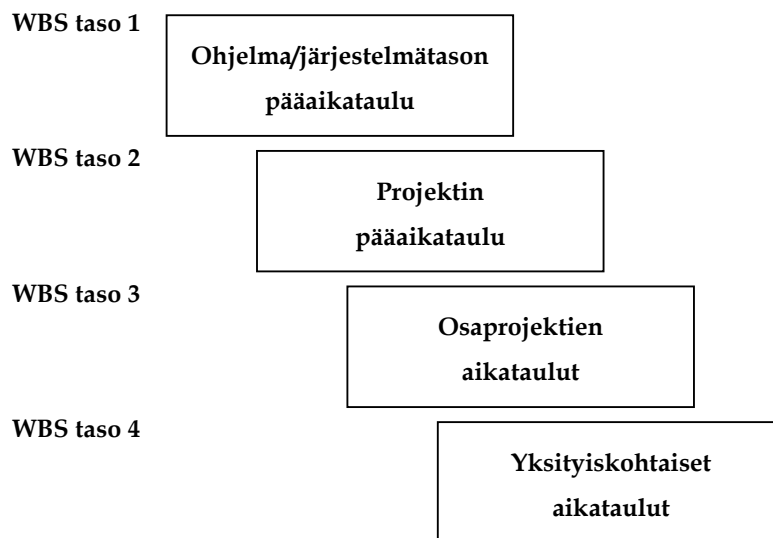 WBS taso 1
Ohjelma/järjestelmätason
pääaikataulu
WBS taso 2
Projektin
pääaikataulu
WBS taso 3
Osaprojektien
aikataulut
WBS taso 4
Yksityiskohtaiset
aikataulut